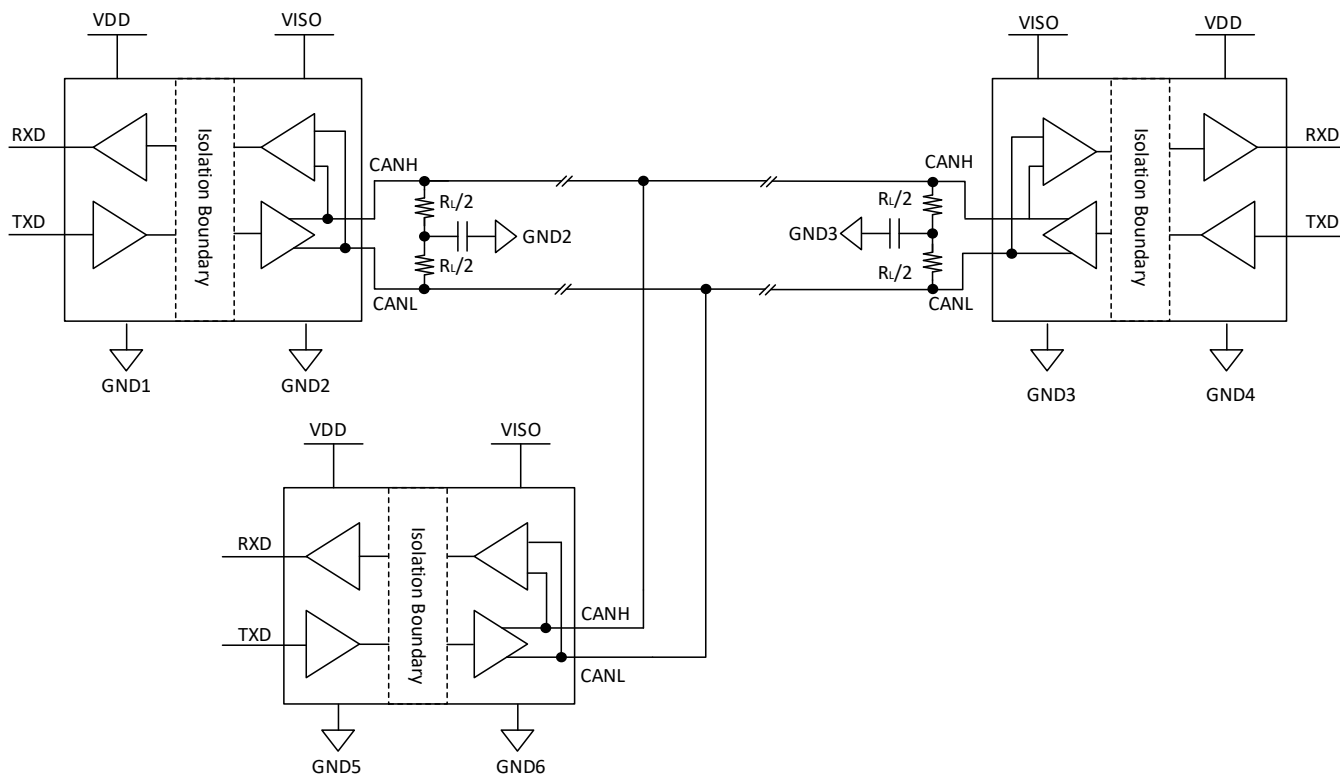 VDD
VISO
VISO
VDD
RXD
TXD
Isolation Boundary
CANH
CANL
RL/2
RL/2
GND2
CANH
CANL
RL/2
RL/2
GND3
Isolation Boundary
RXD
TXD
GND1
GND2
GND3
GND4
VDD
VISO
RXD
TXD
Isolation Boundary
CANH
CANL
GND5
GND6